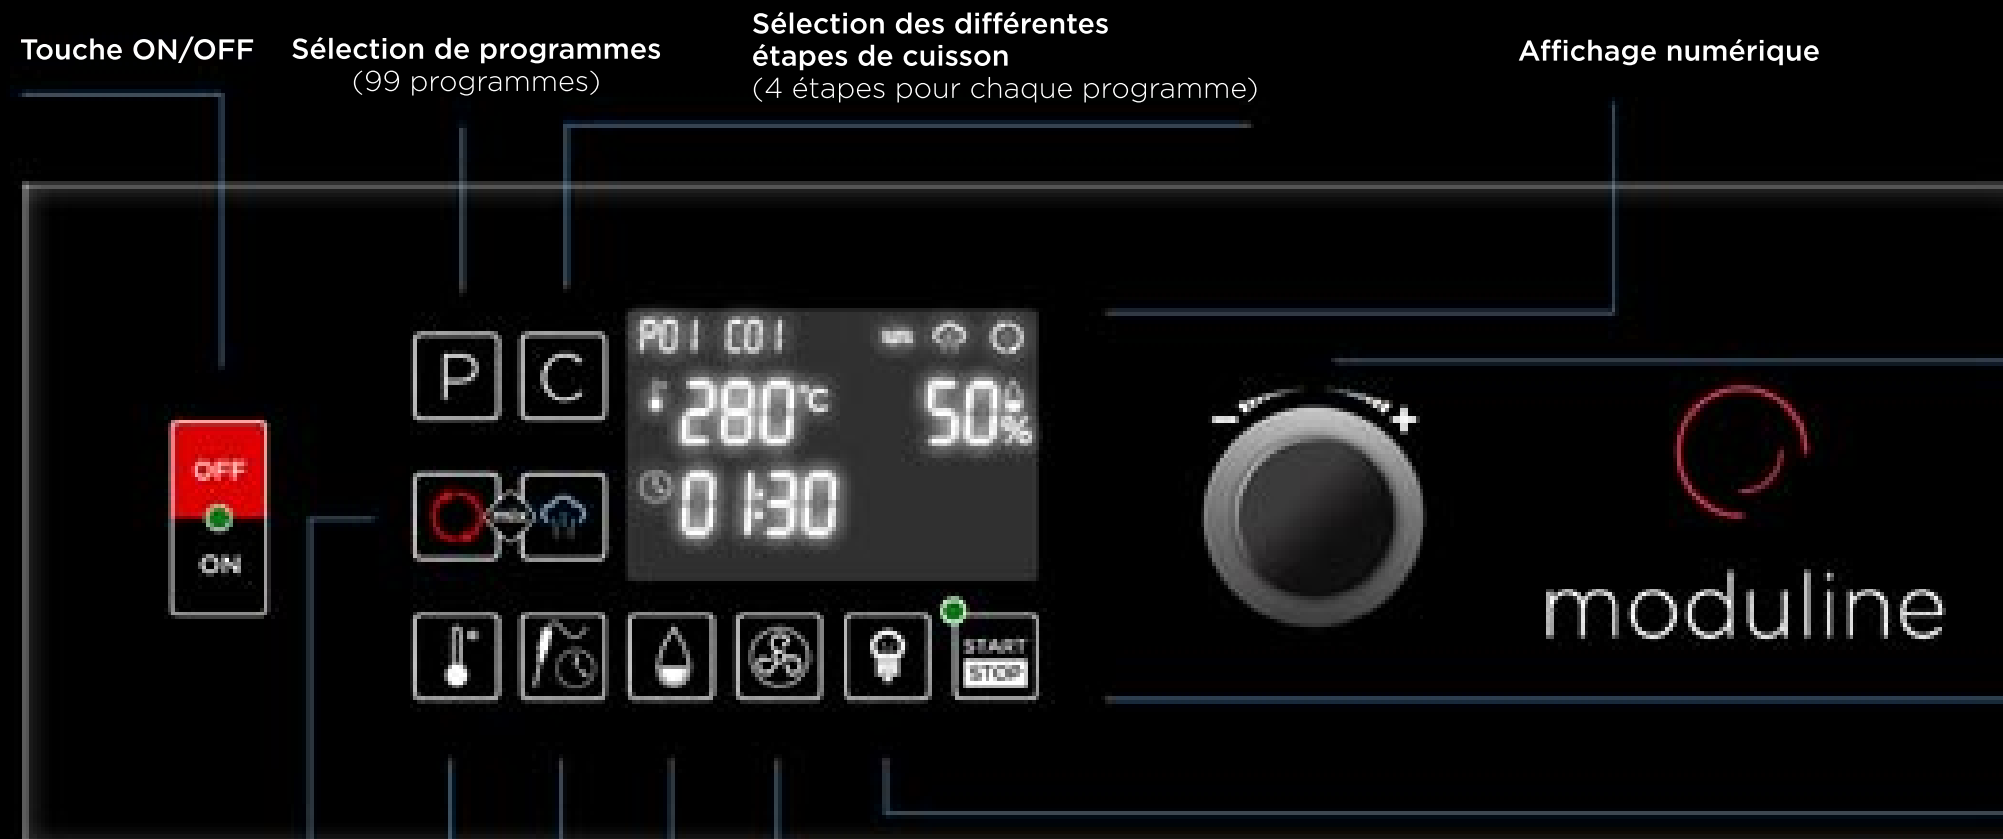 Touche ON/OFF
Sélection de programmes
(99 programmes)
Sélection des différentes
étapes de cuisson
(4 étapes pour chaque programme)
Affichage numérique
P C
P01 C01
280°C 50%
01:30
OFF
ON
mix
START
STOP
- +
moduline